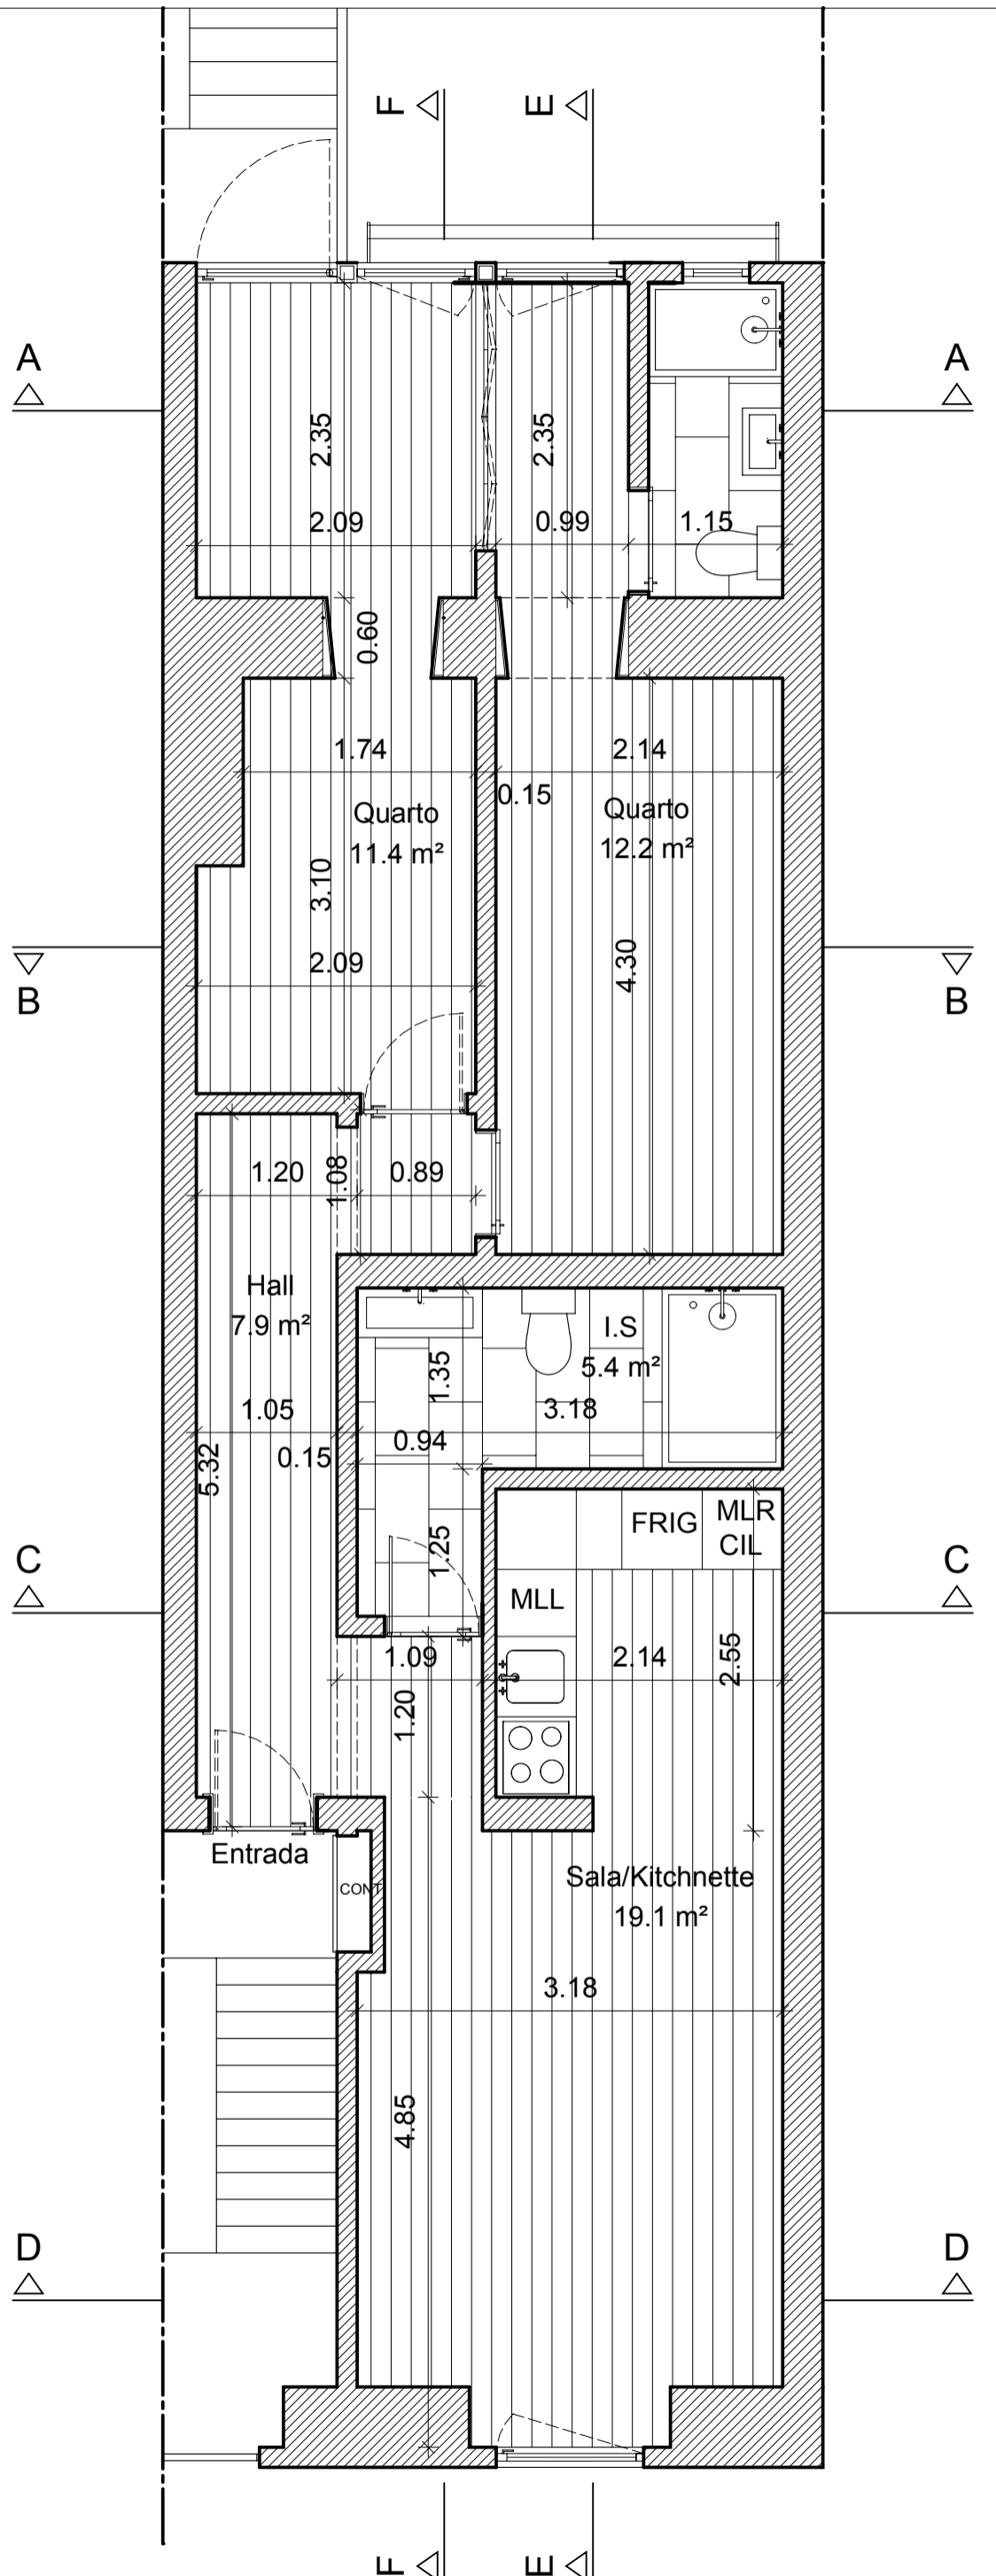 F
E
A
A
2.35
2.35
2.09
0.99
1.15
0.60
1.74
2.14
0.15
Quarto
11.4 m²
Quarto
12.2 m²
3.10
2.09
4.30
B
B
1.20
1.08
0.89
Hall
7.9 m²
I.S
5.4 m²
1.35
1.05
3.18
0.15
0.94
5.32
1.25
FRIG
MLR
CIL
C
C
MLL
1.09
2.14
2.55
1.20
Entrada
CONT
Sala/Kitchnette
19.1 m²
3.18
4.85
D
D
F
E